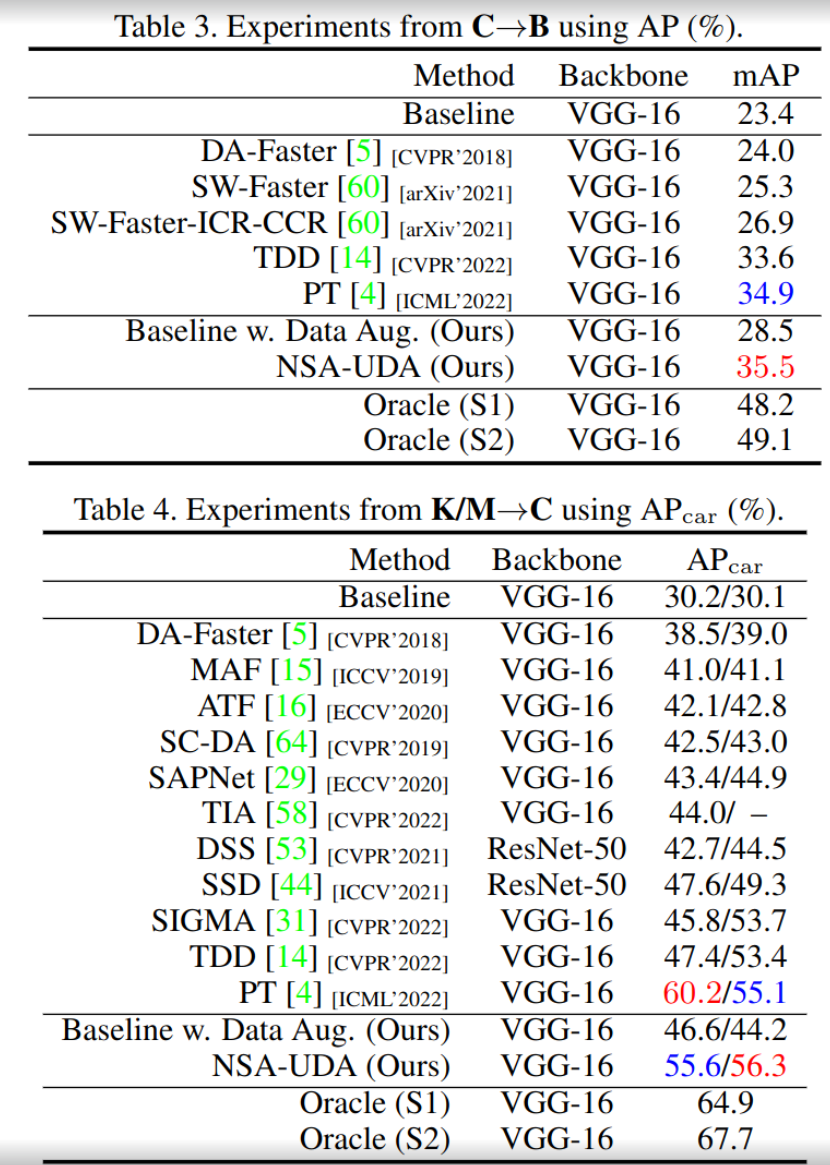 Table 3. Experiments from C→B using AP (%).
Method Backbone mAP
Baseline VGG-16 23.4
DA-Faster [5] [CVPR'2018] VGG-16 24.0
SW-Faster [60] [arXiv'2021] VGG-16 25.3
SW-Faster-ICR-CCR [60] [arXiv'2021] VGG-16 26.9
TDD [14] [CVPR'2022] VGG-16 33.6
PT [4] [ICML'2022] VGG-16 34.9
Baseline w. Data Aug. (Ours) VGG-16 28.5
NSA-UDA (Ours) VGG-16 35.5
Oracle (S1) VGG-16 48.2
Oracle (S2) VGG-16 49.1
Table 4. Experiments from K/M→C using APcar (%).
Method Backbone APcar
Baseline VGG-16 30.2/30.1
DA-Faster [5] [CVPR'2018] VGG-16 38.5/39.0
MAF [15] [ICCV'2019] VGG-16 41.0/41.1
ATF [16] [ECCV'2020] VGG-16 42.1/42.8
SC-DA [64] [CVPR'2019] VGG-16 42.5/43.0
SAPNet [29] [ECCV'2020] VGG-16 43.4/44.9
TIA [58] [CVPR'2022] VGG-16 44.0/ –
DSS [53] [CVPR'2021] ResNet-50 42.7/44.5
SSD [44] [ICCV'2021] ResNet-50 47.6/49.3
SIGMA [31] [CVPR'2022] VGG-16 45.8/53.7
TDD [14] [CVPR'2022] VGG-16 47.4/53.4
PT [4] [ICML'2022] VGG-16 60.2/55.1
Baseline w. Data Aug. (Ours) VGG-16 46.6/44.2
NSA-UDA (Ours) VGG-16 55.6/56.3
Oracle (S1) VGG-16 64.9
Oracle (S2) VGG-16 67.7